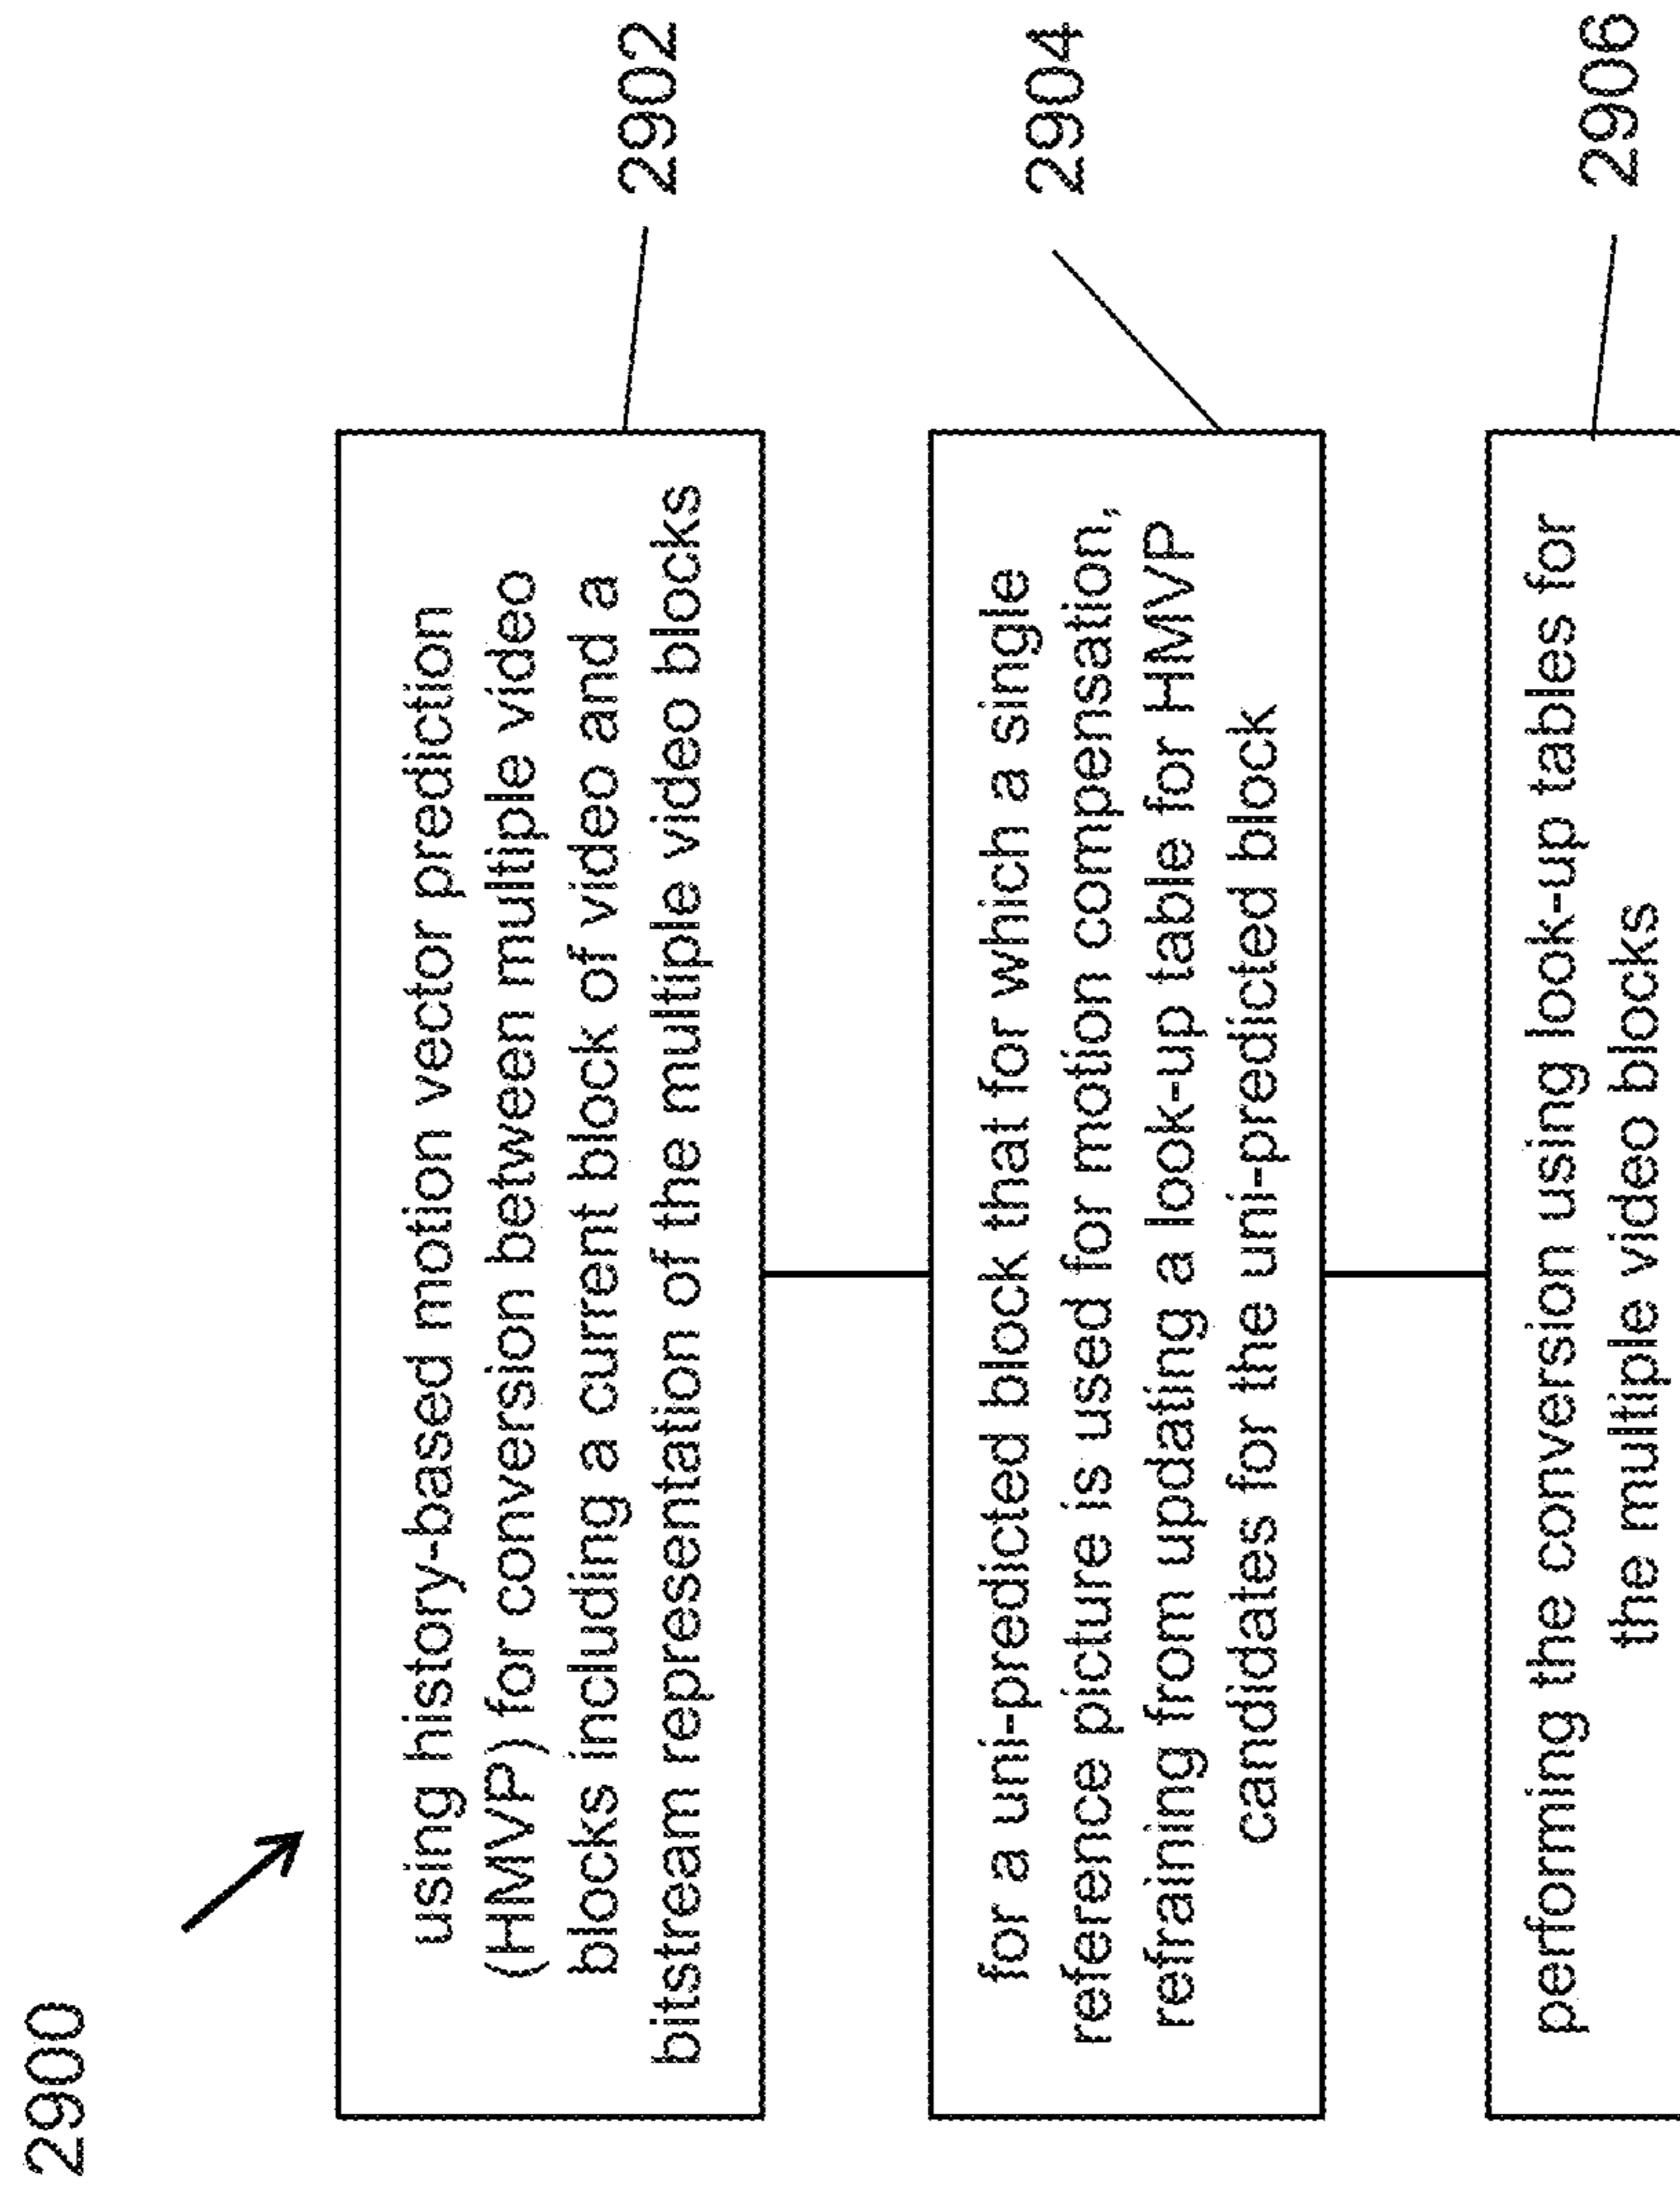 2900
using history-based motion vector prediction
(HMVP) for conversion between multiple video
blocks including a current block of video and a
bitstream representation of the multiple video blocks
2902
for a uni-predicted block that for which a single
reference picture is used for motion compensation,
refraining from updating a look-up table for HMVP
candidates for the uni-predicted block
2904
performing the conversion using look-up tables for
the multiple video blocks
2906